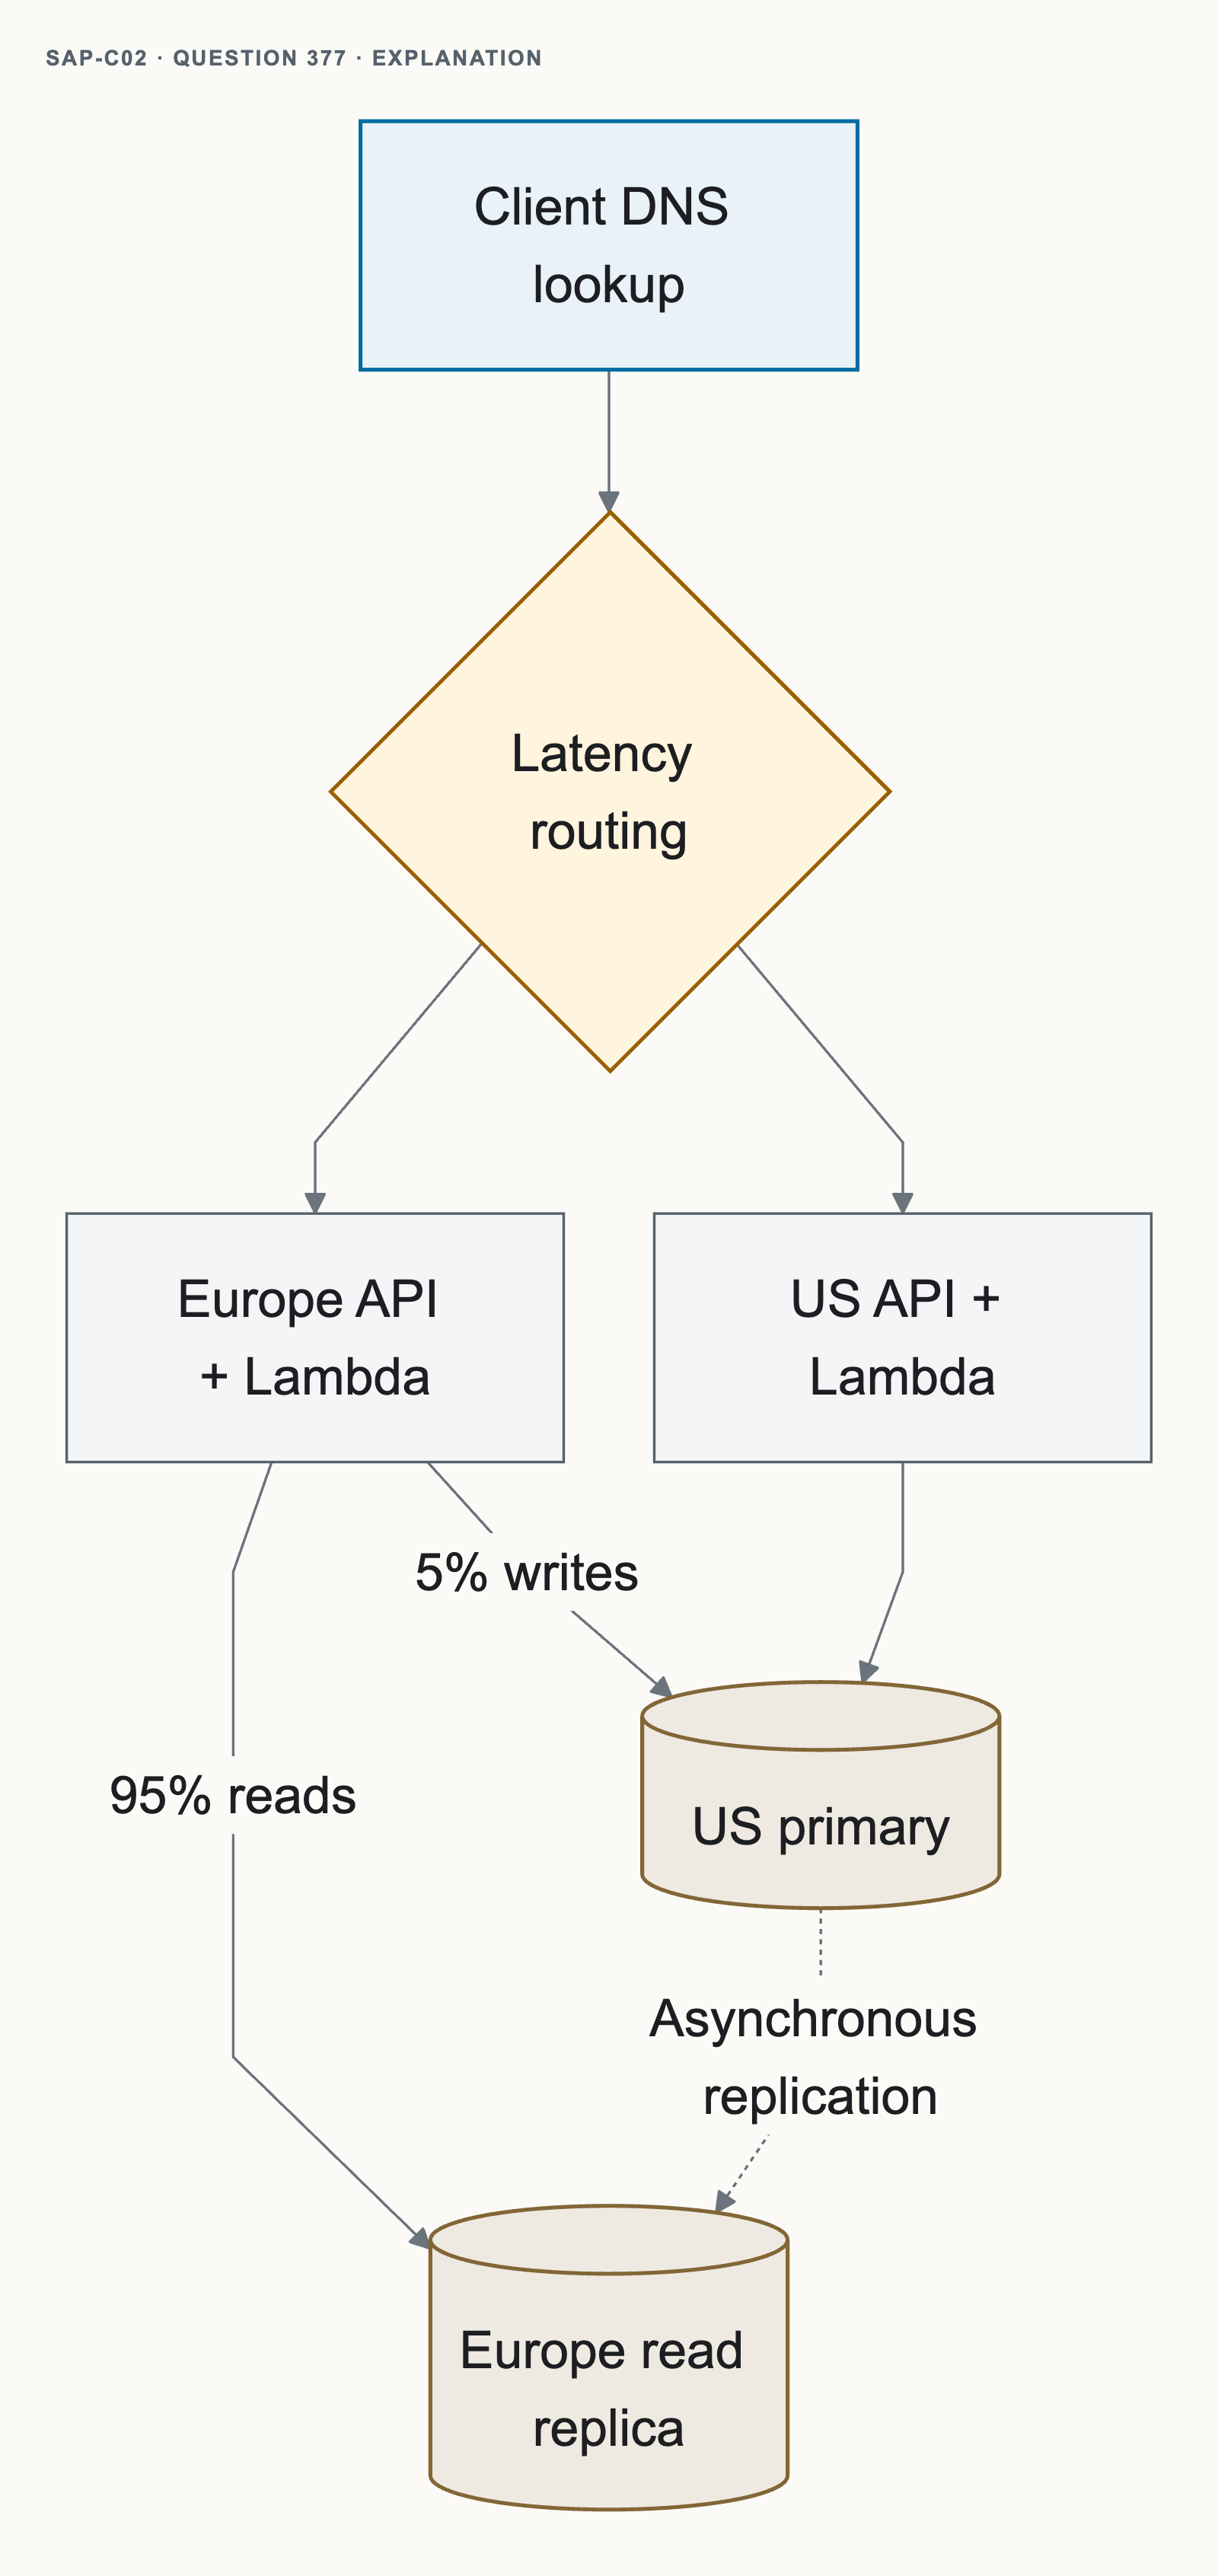 SAP-C02 · QUESTION 377 · EXPLANATION
Client DNS
lookup
Latency
routing
Europe API
+ Lambda
US API +
Lambda
5% writes
95% reads
US primary
Asynchronous
replication
Europe read
replica